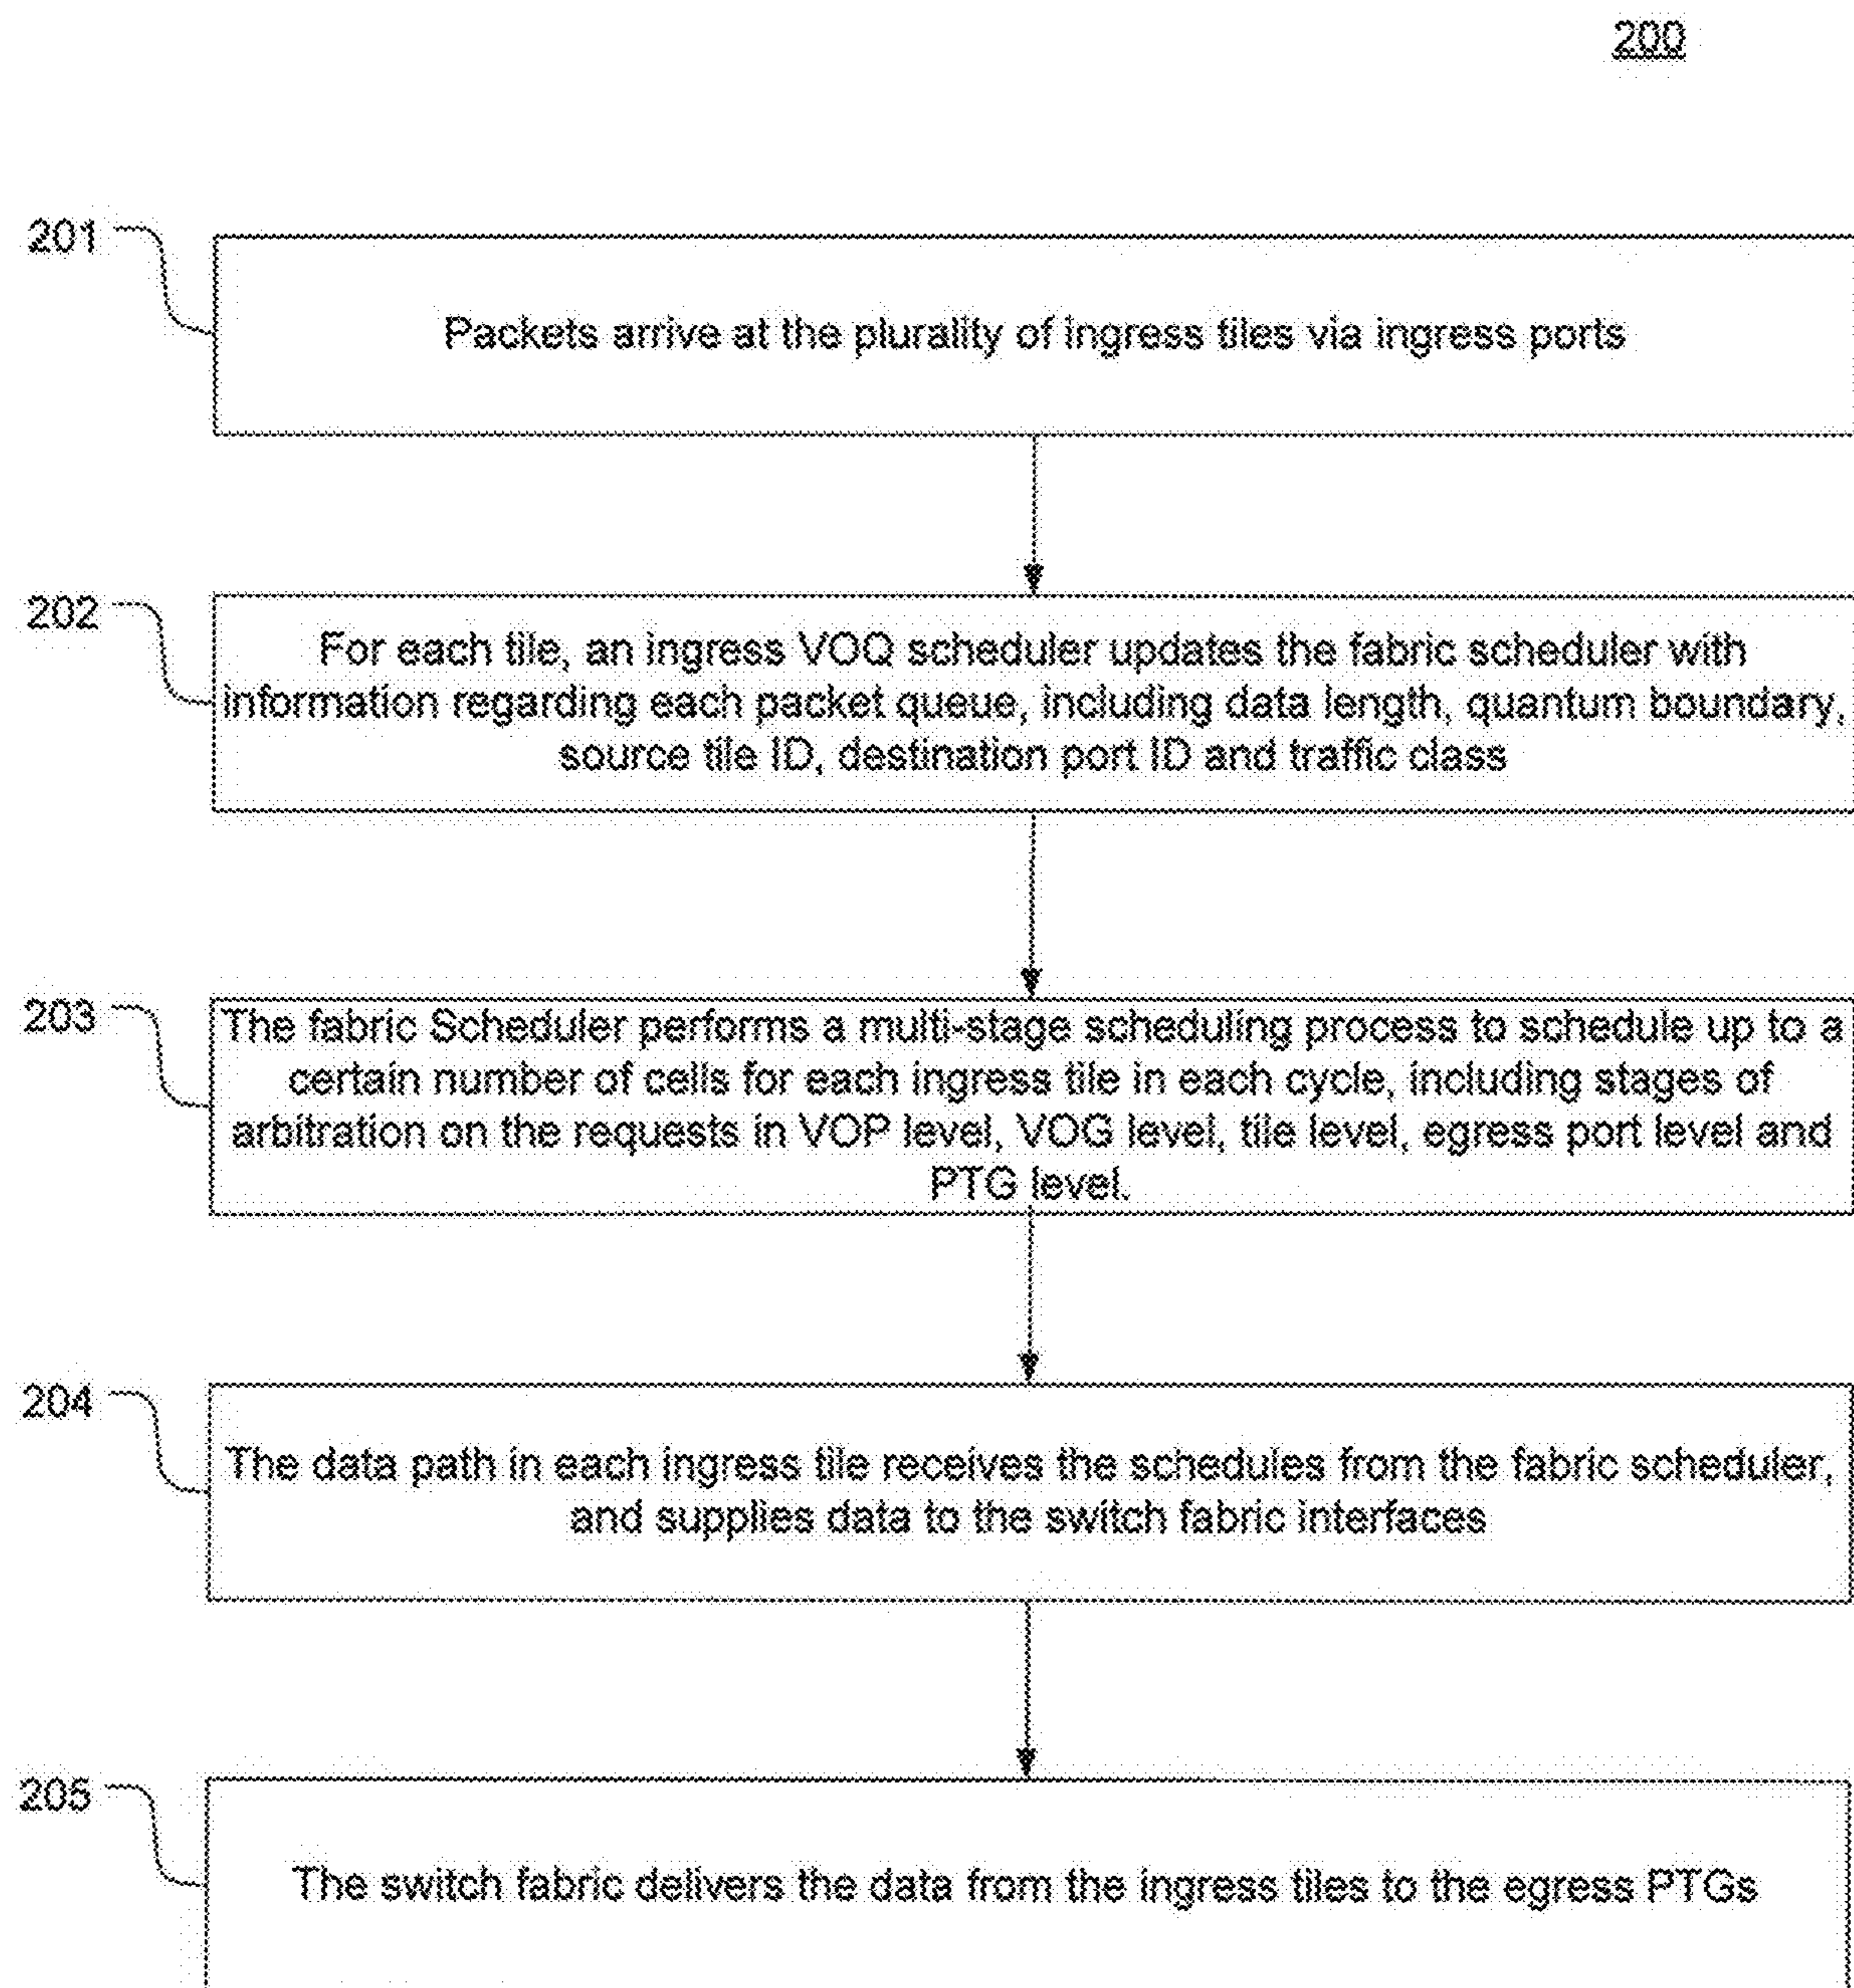 200
201
Packets arrive at the plurality of ingress tiles via ingress ports
202
For each tile, an ingress VOQ scheduler updates the fabric scheduler with
information regarding each packet queue, including data length, quantum boundary,
source tile ID, destination port ID and traffic class
203
The fabric Scheduler performs a multi-stage scheduling process to schedule up to a
certain number of cells for each ingress tile in each cycle, including stages of
arbitration on the requests in VOP level, VOG level, tile level, egress port level and
PTG level.
204
The data path in each ingress tile receives the schedules from the fabric scheduler,
and supplies data to the switch fabric interfaces
205
The switch fabric delivers the data from the ingress tiles to the egress PTGs